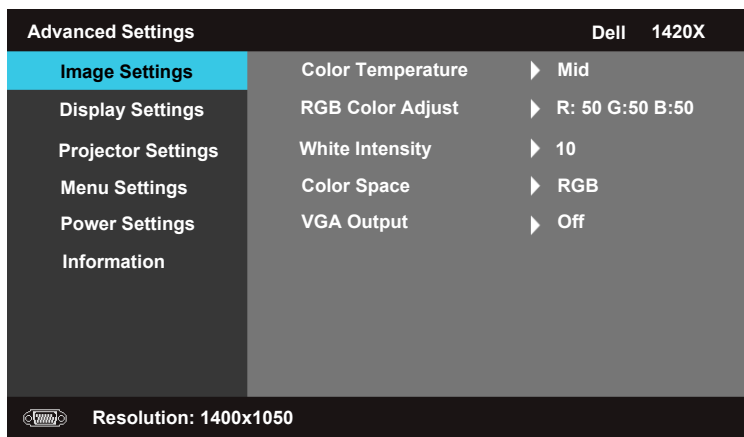 Advanced Settings Dell 1420X
Image Settings Color Temperature Mid
Display Settings RGB Color Adjust R: 50 G:50 B:50
Projector Settings White Intensity 10
Menu Settings Color Space RGB
Power Settings VGA Output Off
Information
Resolution: 1400x1050